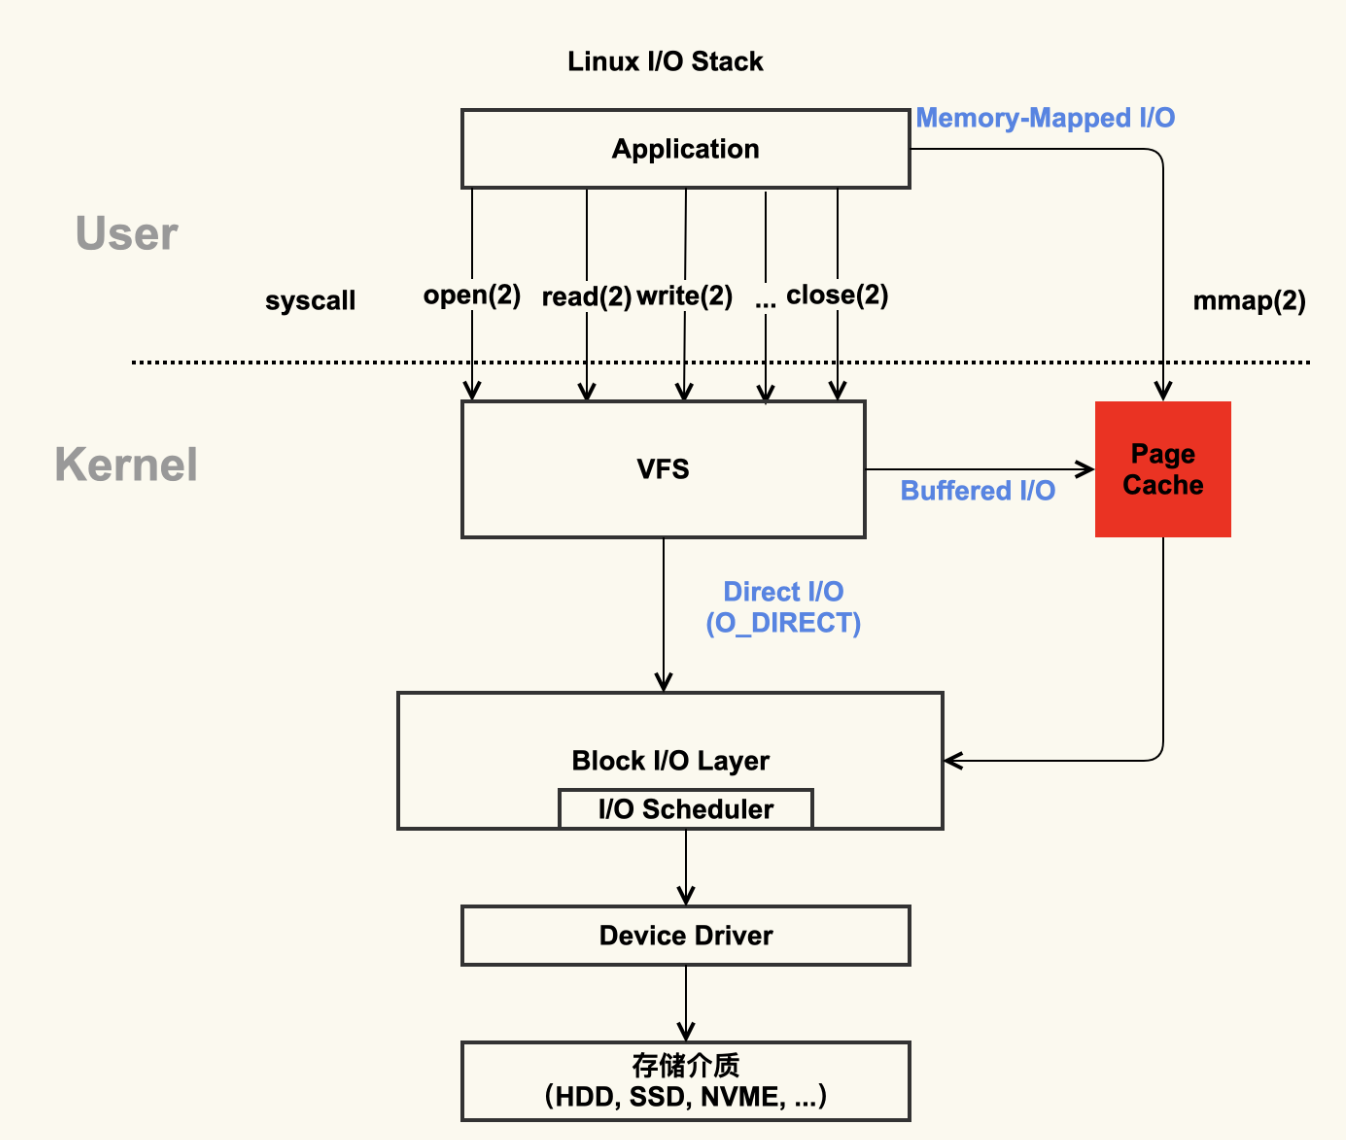 Linux I/O Stack
Application
Memory-Mapped I/O
User
syscall
open(2)
read(2)
write(2)
...
close(2)
mmap(2)
Kernel
VFS
Page
Cache
Buffered I/O
Direct I/O
(O_DIRECT)
Block I/O Layer
I/O Scheduler
Device Driver
存储介质
（HDD, SSD, NVME, ...）